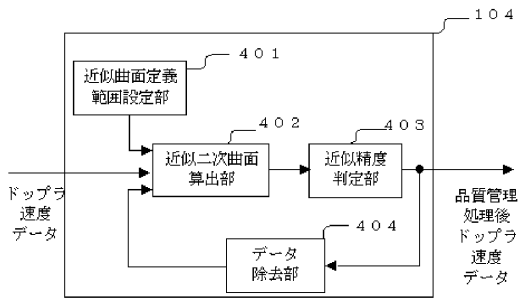 １０４
４０１
近似曲面定義
範囲設定部
４０２
近似二次曲面
算出部
４０３
近似精度
判定部
ドップラ
速度
データ
品質管理
処理後
ドップラ
速度
データ
４０４
データ
除去部